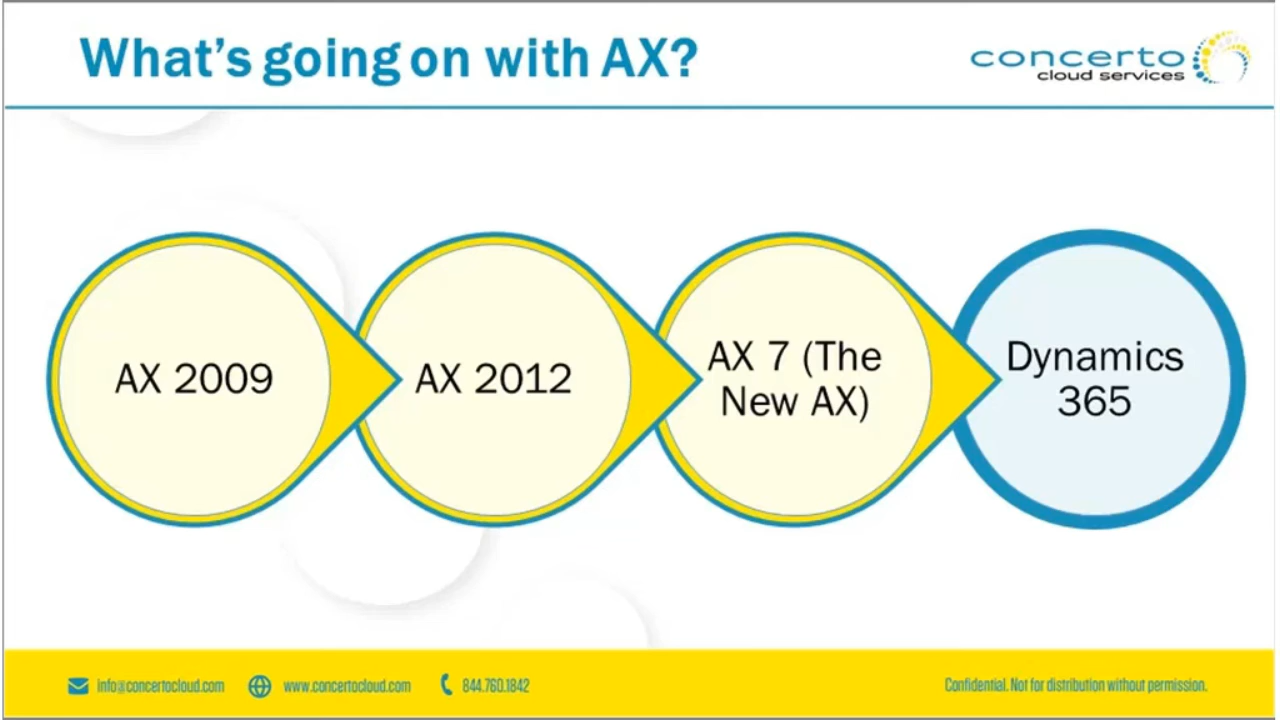 What's going on with AX?
concerto
cloud services
AX 2009
AX 2012
AX 7 (The
New AX)
Dynamics
365
info@concertocloud.com
www.concertocloud.com
844.760.1842
Confidential. Not for distribution without permission.